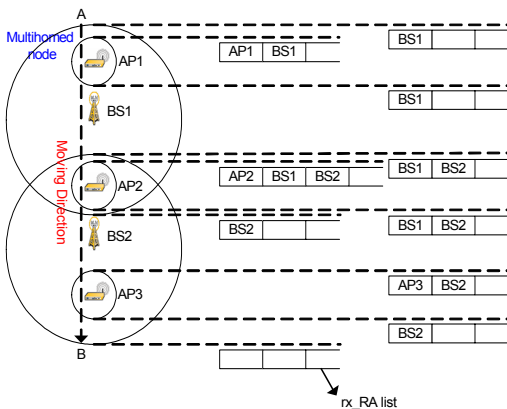 A
Multihomed
node
AP1
AP1 BS1
BS1
BS1
BS1
Moving Direction
AP2
AP2 BS1 BS2
BS1 BS2
BS2
BS2
BS1 BS2
AP3
AP3 BS2
BS2
B
rx_RA list